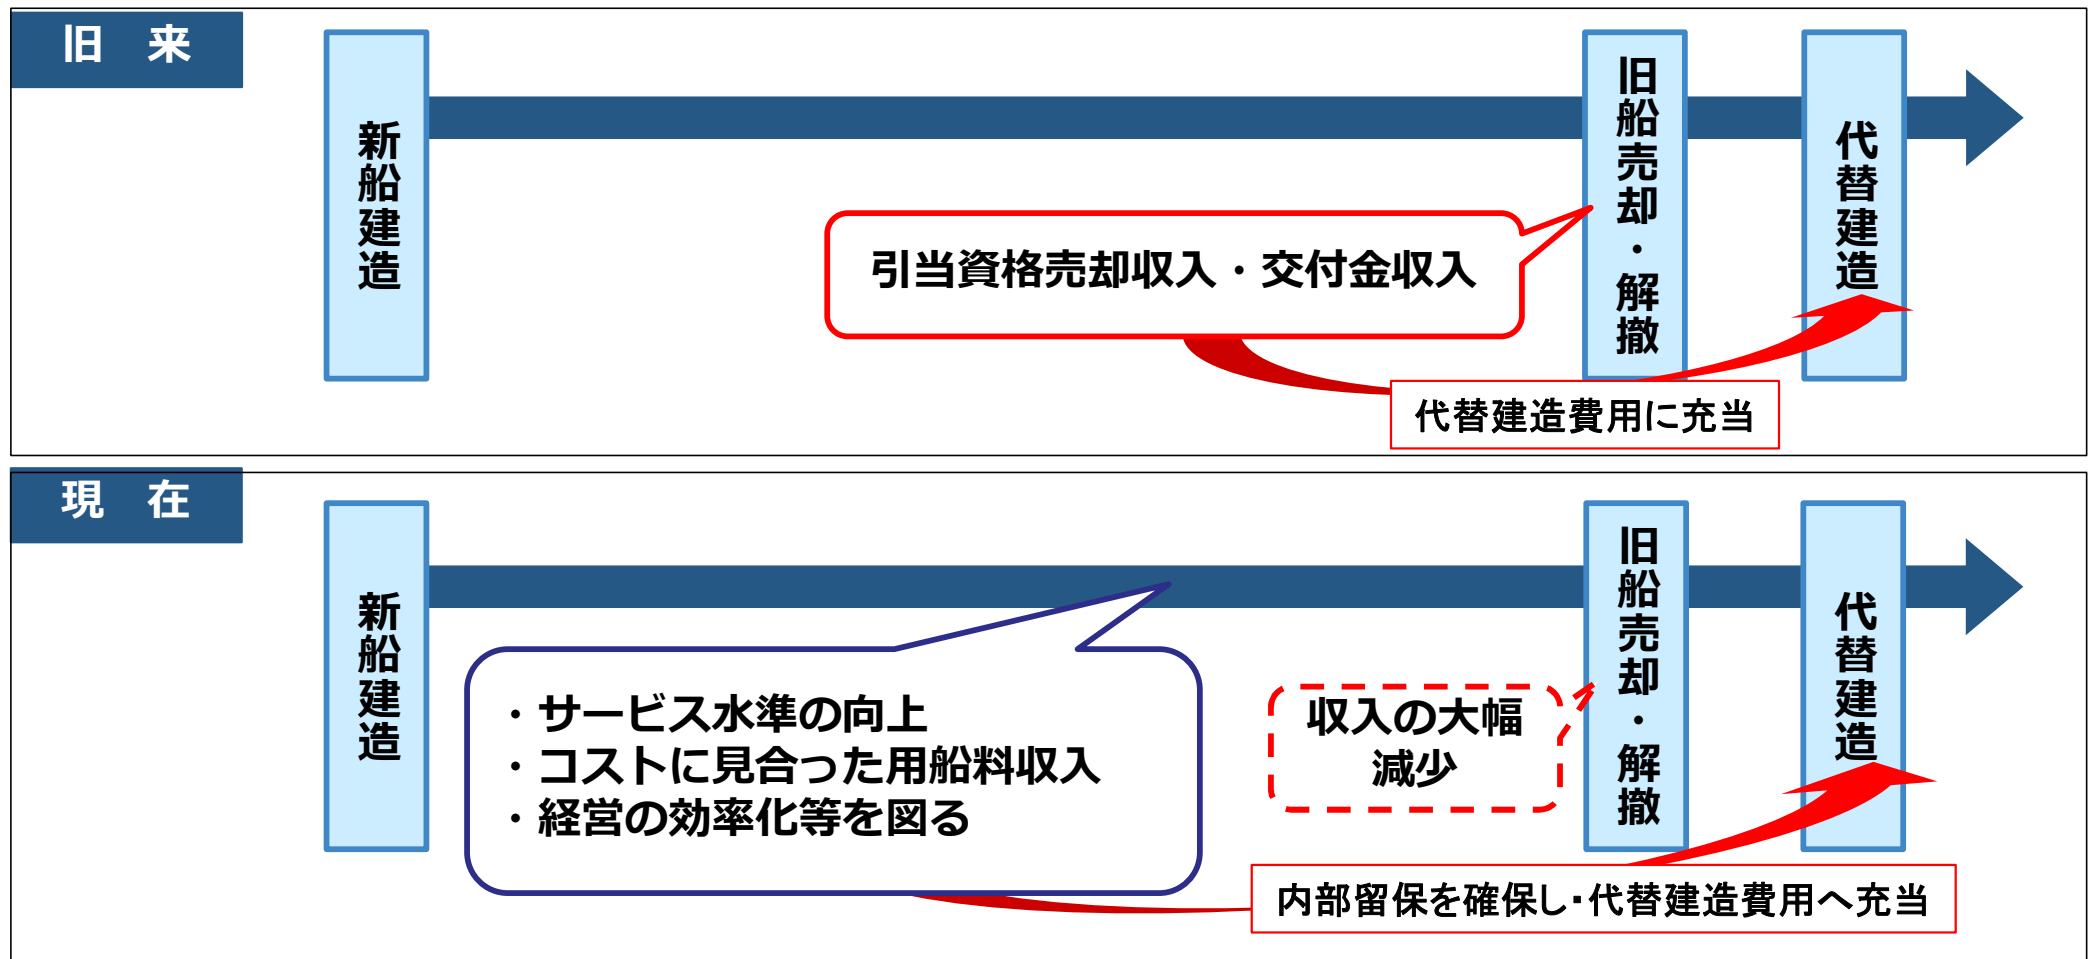 旧　来
新船建造
旧船売却・解撤
代替建造
引当資格売却収入・交付金収入
代替建造費用に充当
現　在
新船建造
旧船売却・解撤
代替建造
・サービス水準の向上
・コストに見合った用船料収入
・経営の効率化等を図る
収入の大幅
減少
内部留保を確保し・代替建造費用へ充当